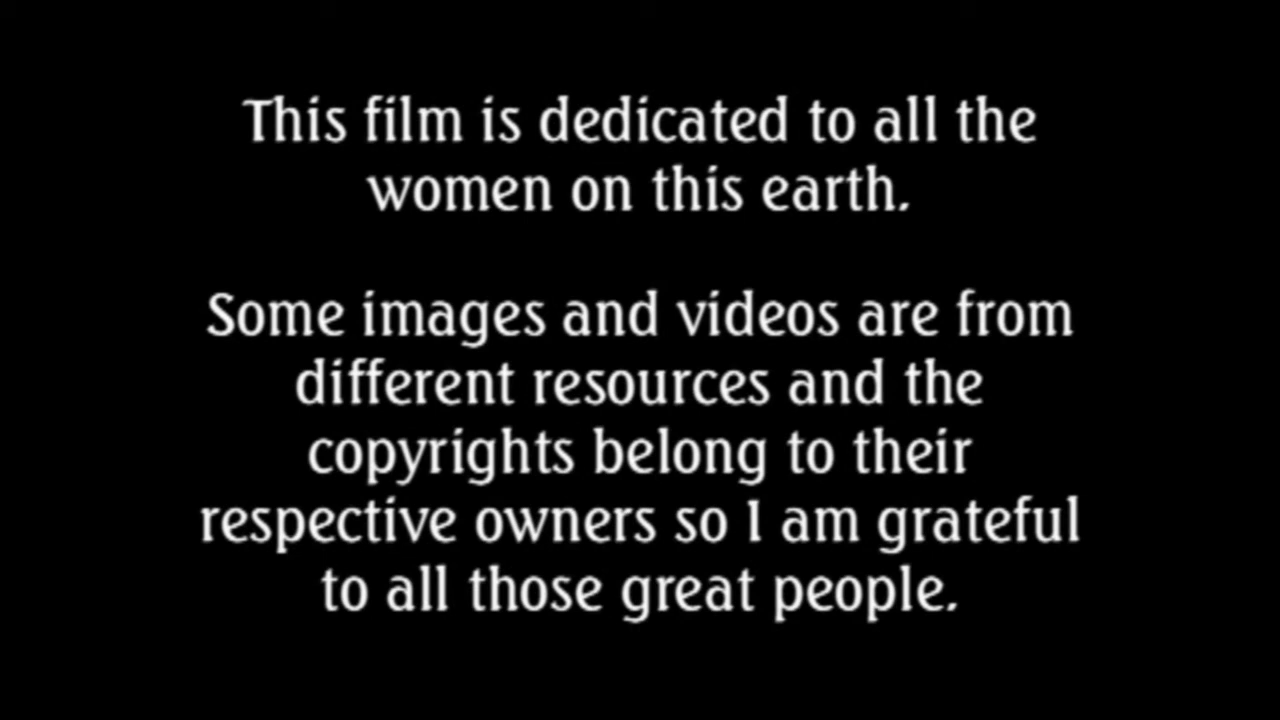 This film is dedicated to all the
women on this earth.
Some images and videos are from
different resources and the
copyrights belong to their
respective owners so I am grateful
to all those great people.